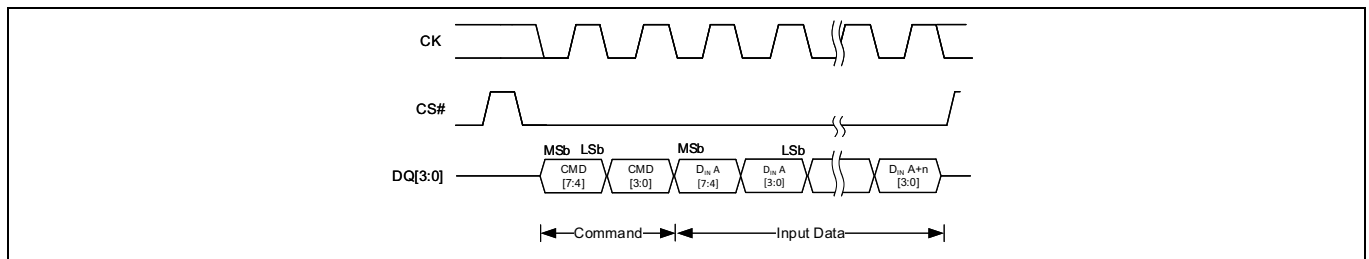 CK
CS#
MSb LSb MSb LSb
DQ[3:0]
CMD [7:4]
CMD [3:0]
DIN A [7:4]
DIN A [3:0]
DIN A+n [3:0]
Command Input Data